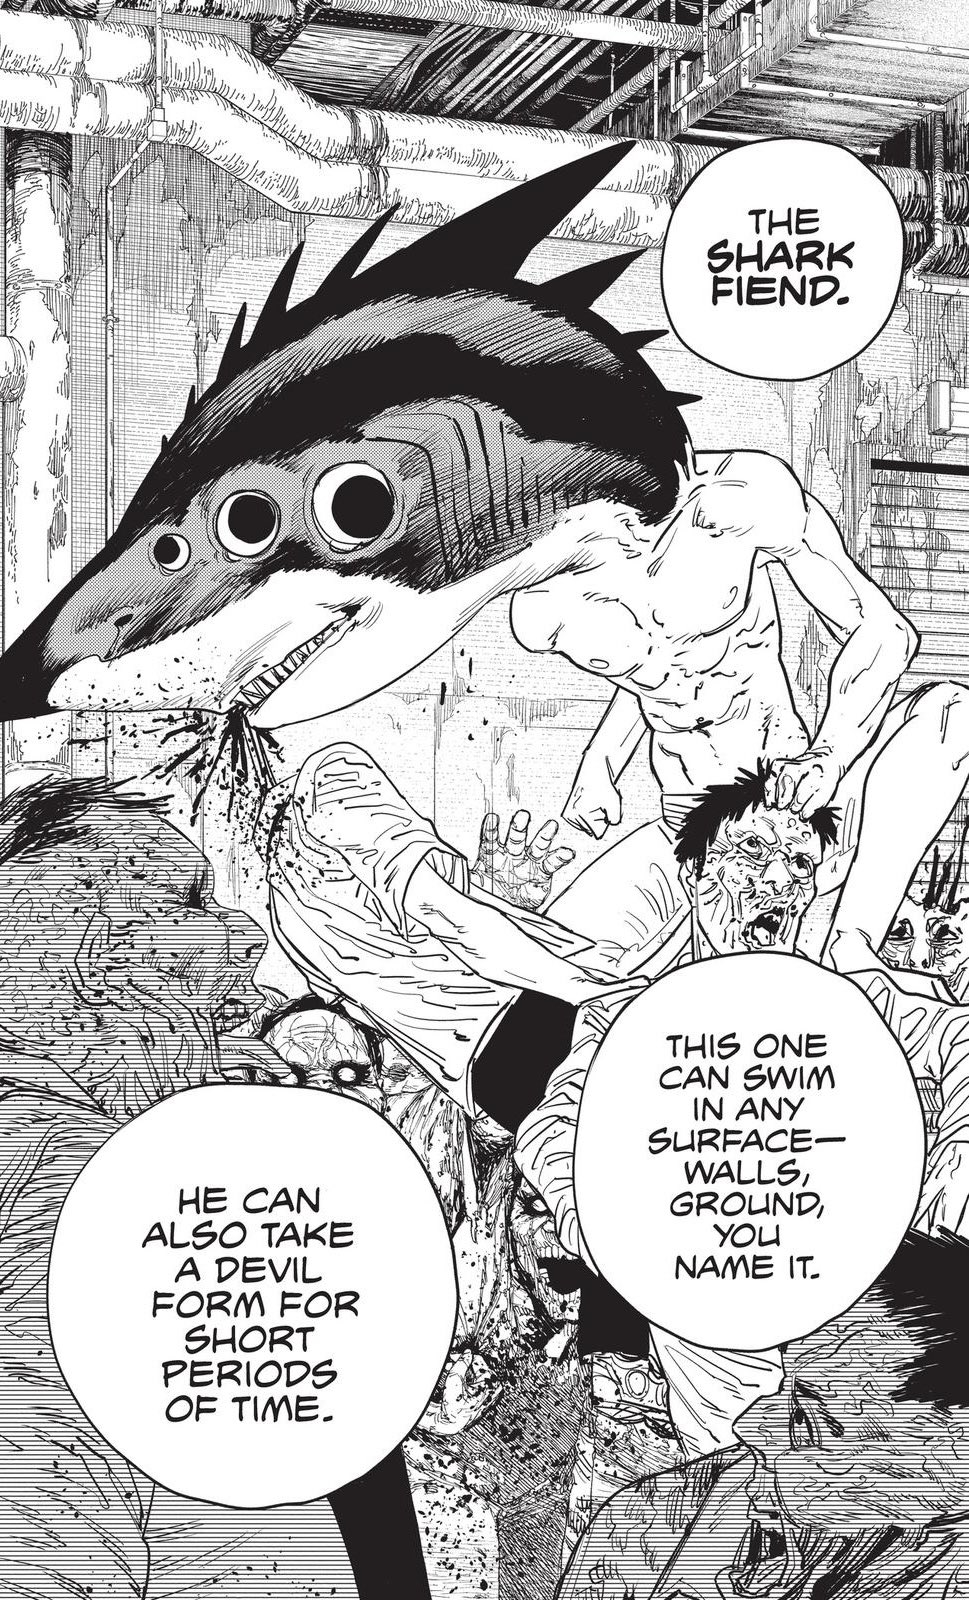 THE
SHARK
FIEND.
THIS ONE
CAN SWIM
IN ANY
SURFACE—
WALLS,
GROUND,
YOU
NAME IT.
HE CAN
ALSO TAKE
A DEVIL
FORM FOR
SHORT
PERIODS
OF TIME.